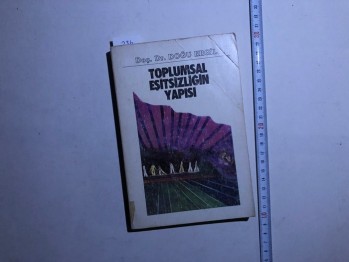 Doç. Dr. DOĞU ERGİL
TOPLUMSAL
EŞİTSİZLİĞİN
YAPISI